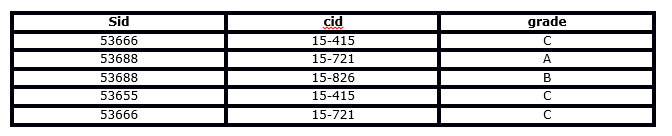 Sid cid grade
53666 15-415 C
53688 15-721 A
53688 15-826 B
53655 15-415 C
53666 15-721 C